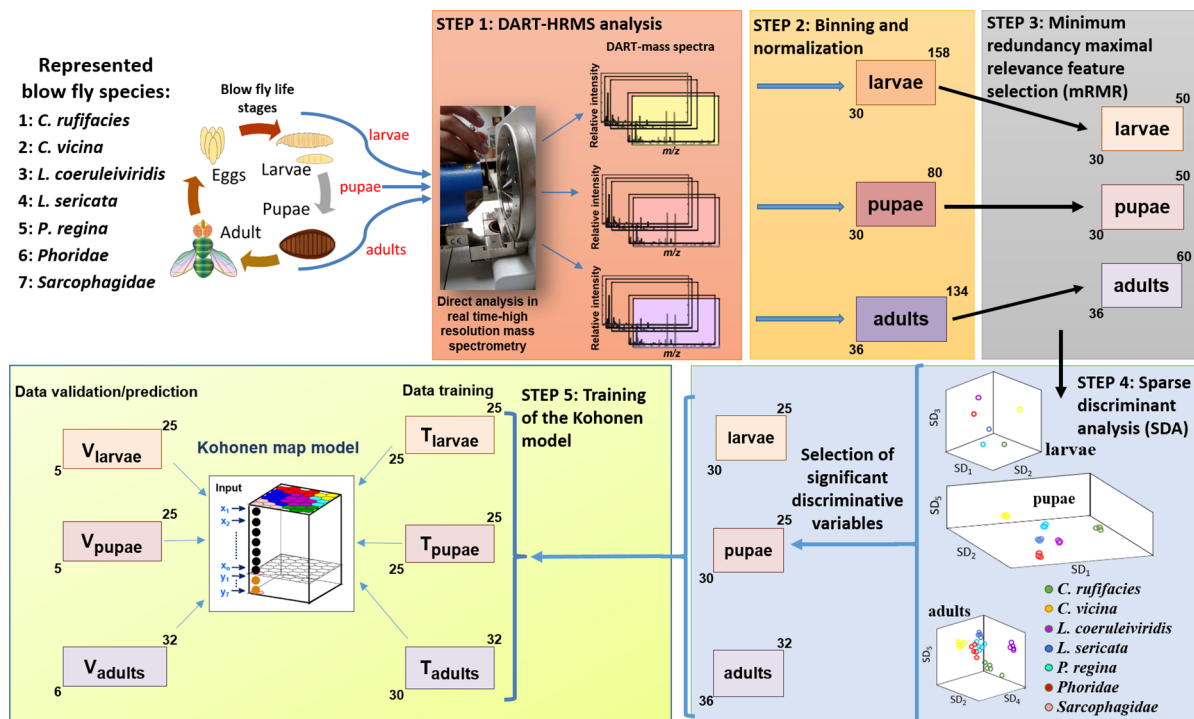 Represented
blow fly species:
1: C. rufifacies
2: C. vicina
3: L. coeruleiviridis
4: L. sericata
5: P. regina
6: Phoridae
7: Sarcophagidae
Blow fly life
stages
Eggs
Larvae
Pupae
Adult
larvae
pupae
adults
STEP 1: DART-HRMS analysis
DART-mass spectra
Relative intensity
m/z
Relative intensity
m/z
Relative intensity
m/z
Direct analysis in
real time-high
resolution mass
spectrometry
STEP 2: Binning and
normalization
158
larvae
30
80
pupae
30
134
adults
36
STEP 3: Minimum
redundancy maximal
relevance feature
selection (mRMR)
50
larvae
30
50
pupae
30
60
adults
36
STEP 4: Sparse
discriminant
analysis (SDA)
SD3
SD1
SD2
larvae
SD5
SD2
SD1
pupae
adults
SD5
SD2
SD4
C. rufifacies
C. vicina
L. coeruleiviridis
L. sericata
P. regina
Phoridae
Sarcophagidae
Selection of
significant
discriminative
variables
25
larvae
30
25
pupae
30
32
adults
36
STEP 5: Training
of the Kohonen
model
Data training
25
Tlarvae
25
25
Tpupae
25
32
Tadults
30
Kohonen map model
Input
x1
x2
xn
y1
y7
Data validation/prediction
25
Vlarvae
5
25
Vpupae
5
32
Vadults
6